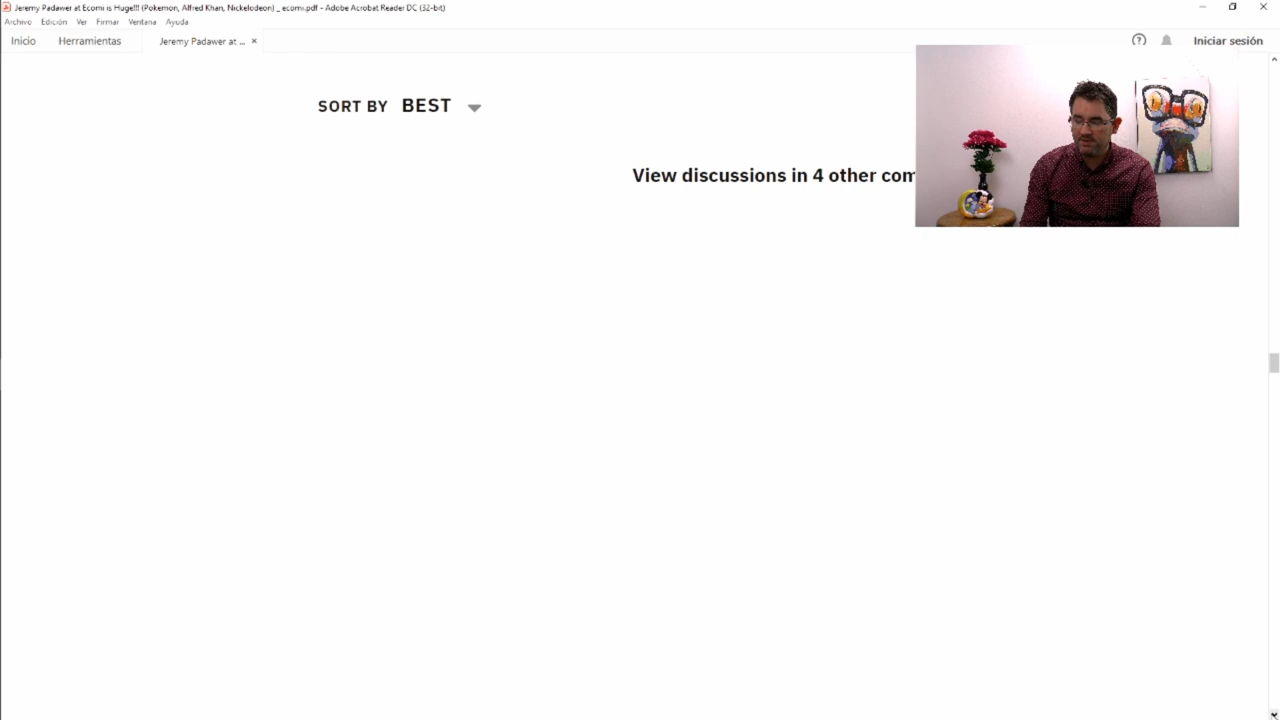 Jeremy Padawer at Ecomi is Huge!!! (Pokemon, Alfred Khan, Nickelodeon) _ ecomi.pdf - Adobe Acrobat Reader DC (32-bit)
Archivo Edición Ver Firmar Ventana Ayuda
Inicio Herramientas Jeremy Padawer at ... × Iniciar sesión
SORT BY BEST
View discussions in 4 other com